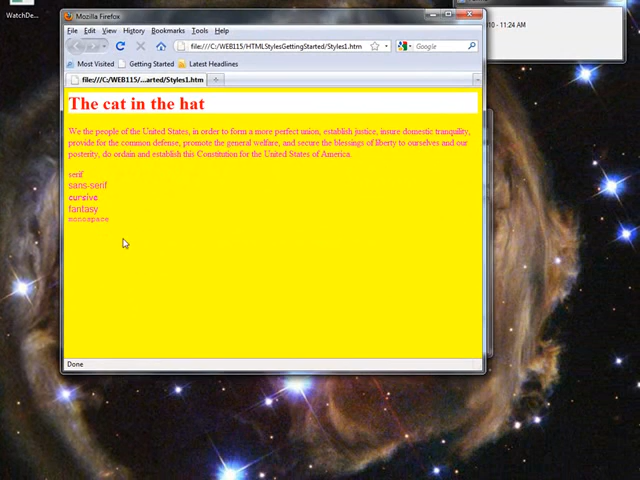 WatchDe...
Mozilla Firefox
2010 - 11:24 AM
File Edit View History Bookmarks Tools Help
file:///C:/WEB115/HTMLStylesGettingStarted/Styles1.htm
Google
Most Visited Getting Started Latest Headlines
file:///C:/WEB115/...arted/Styles1.htm
The cat in the hat
We the people of the United States, in order to form a more perfect union, establish justice, insure domestic tranquility,
provide for the common defense, promote the general welfare, and secure the blessings of liberty to ourselves and our
posterity, do ordain and establish this Constitution for the United States of America.
serif
sans-serif
cursive
fantasy
monospace
Done